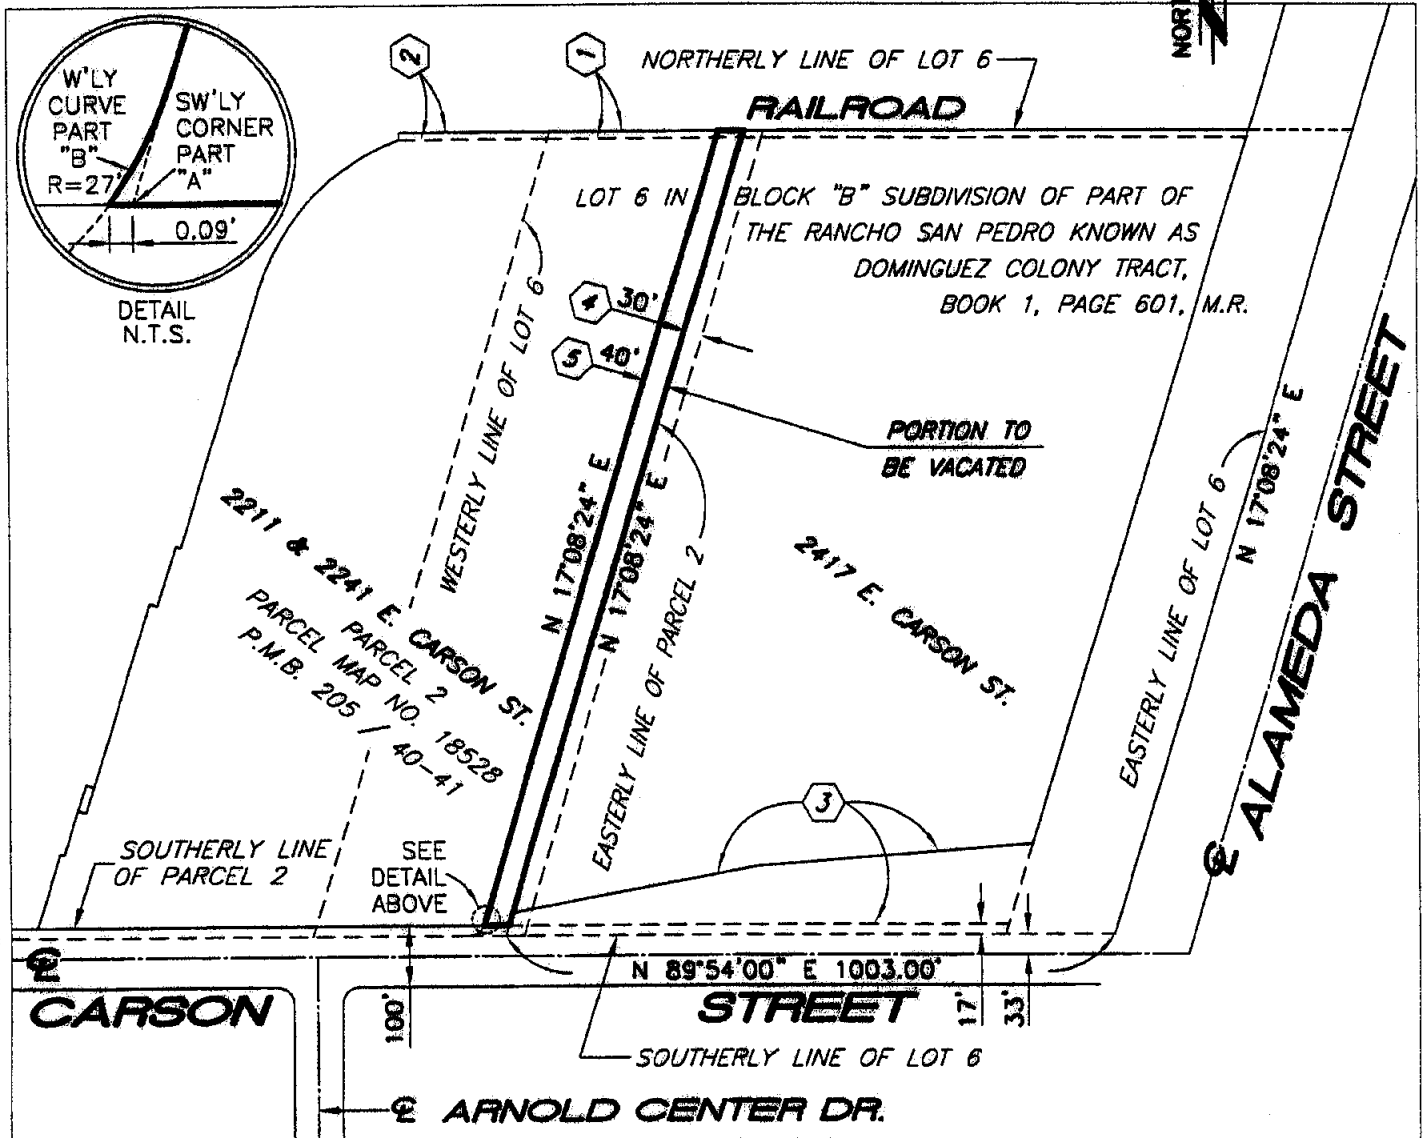 NORT
W'LY
CURVE
PART
"B"
R=27'
SW'LY
CORNER
PART
"A"
0.09'
DETAIL
N.T.S.
2
1
NORTHERLY LINE OF LOT 6
RAILROAD
LOT 6 IN BLOCK "B" SUBDIVISION OF PART OF
THE RANCHO SAN PEDRO KNOWN AS
DOMINGUEZ COLONY TRACT,
BOOK 1, PAGE 601, M.R.
4 30'
5 40'
PORTION TO
BE VACATED
WESTERLY LINE OF LOT 6
N 17°08'24" E
N 17°08'24" E
EASTERLY LINE OF PARCEL 2
2211 & 2241 E. CARSON ST.
PARCEL 2
PARCEL MAP NO. 18528
P.M.B. 205 / 40-41
2417 E. CARSON ST.
EASTERLY LINE OF LOT 6
N 17°08'24" E
℄ ALAMEDA STREET
3
SOUTHERLY LINE
OF PARCEL 2
SEE
DETAIL
ABOVE
℄
N 89°54'00" E 1003.00'
CARSON STREET
100'
17'
33'
SOUTHERLY LINE OF LOT 6
℄ ARNOLD CENTER DR.